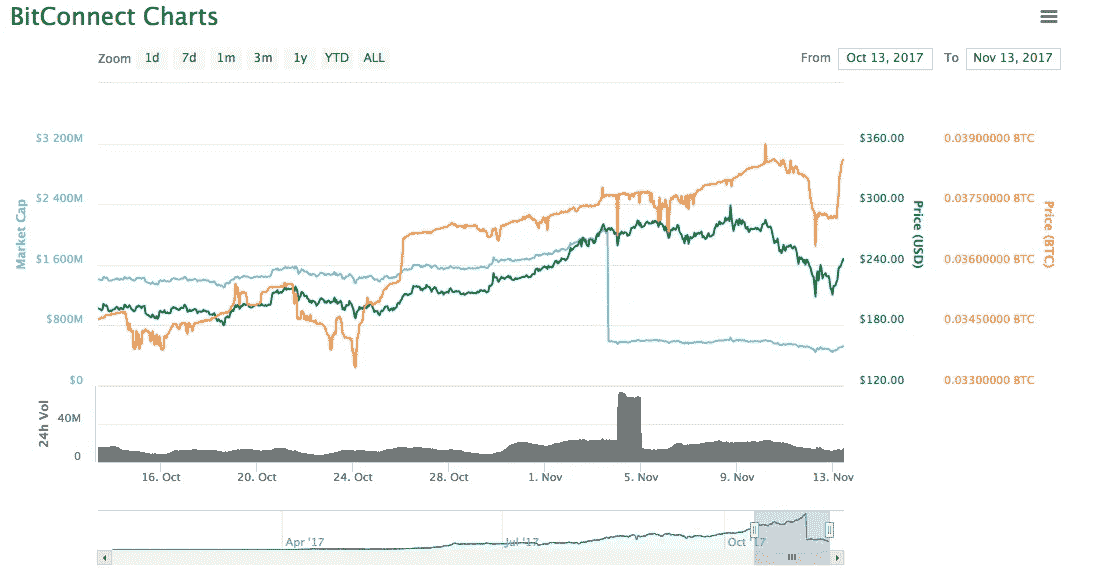 BitConnect Charts
Zoom 1d 7d 1m 3m 1y YTD ALL From Oct 13, 2017 To Nov 13, 2017
$3 200M $360.00 0.03900000 BTC
$2 400M $300.00 0.03750000 BTC
Market Cap Price (USD) Price (BTC)
$1 600M $240.00 0.03600000 BTC
$800M $180.00 0.03450000 BTC
$0 $120.00 0.03300000 BTC
24h Vol
40M
0
16. Oct 20. Oct 24. Oct 28. Oct 1. Nov 5. Nov 9. Nov 13. Nov
Apr '17 Jul '17 Oct '17